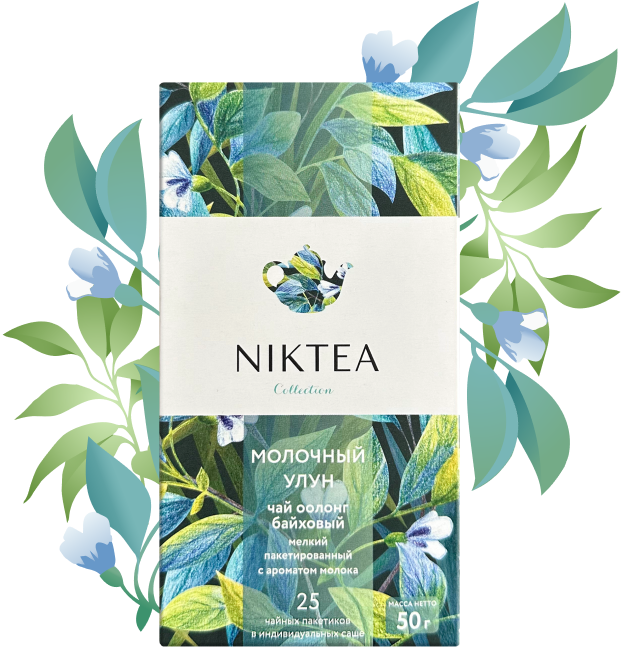 NIKTEA
Collection
МОЛОЧНЫЙ
УЛУН
чай оолонг
байховый
мелкий
пакетированный
с ароматом молока
25
чайных пакетиков
в индивидуальных саше
МАССА НЕТТО
50 г